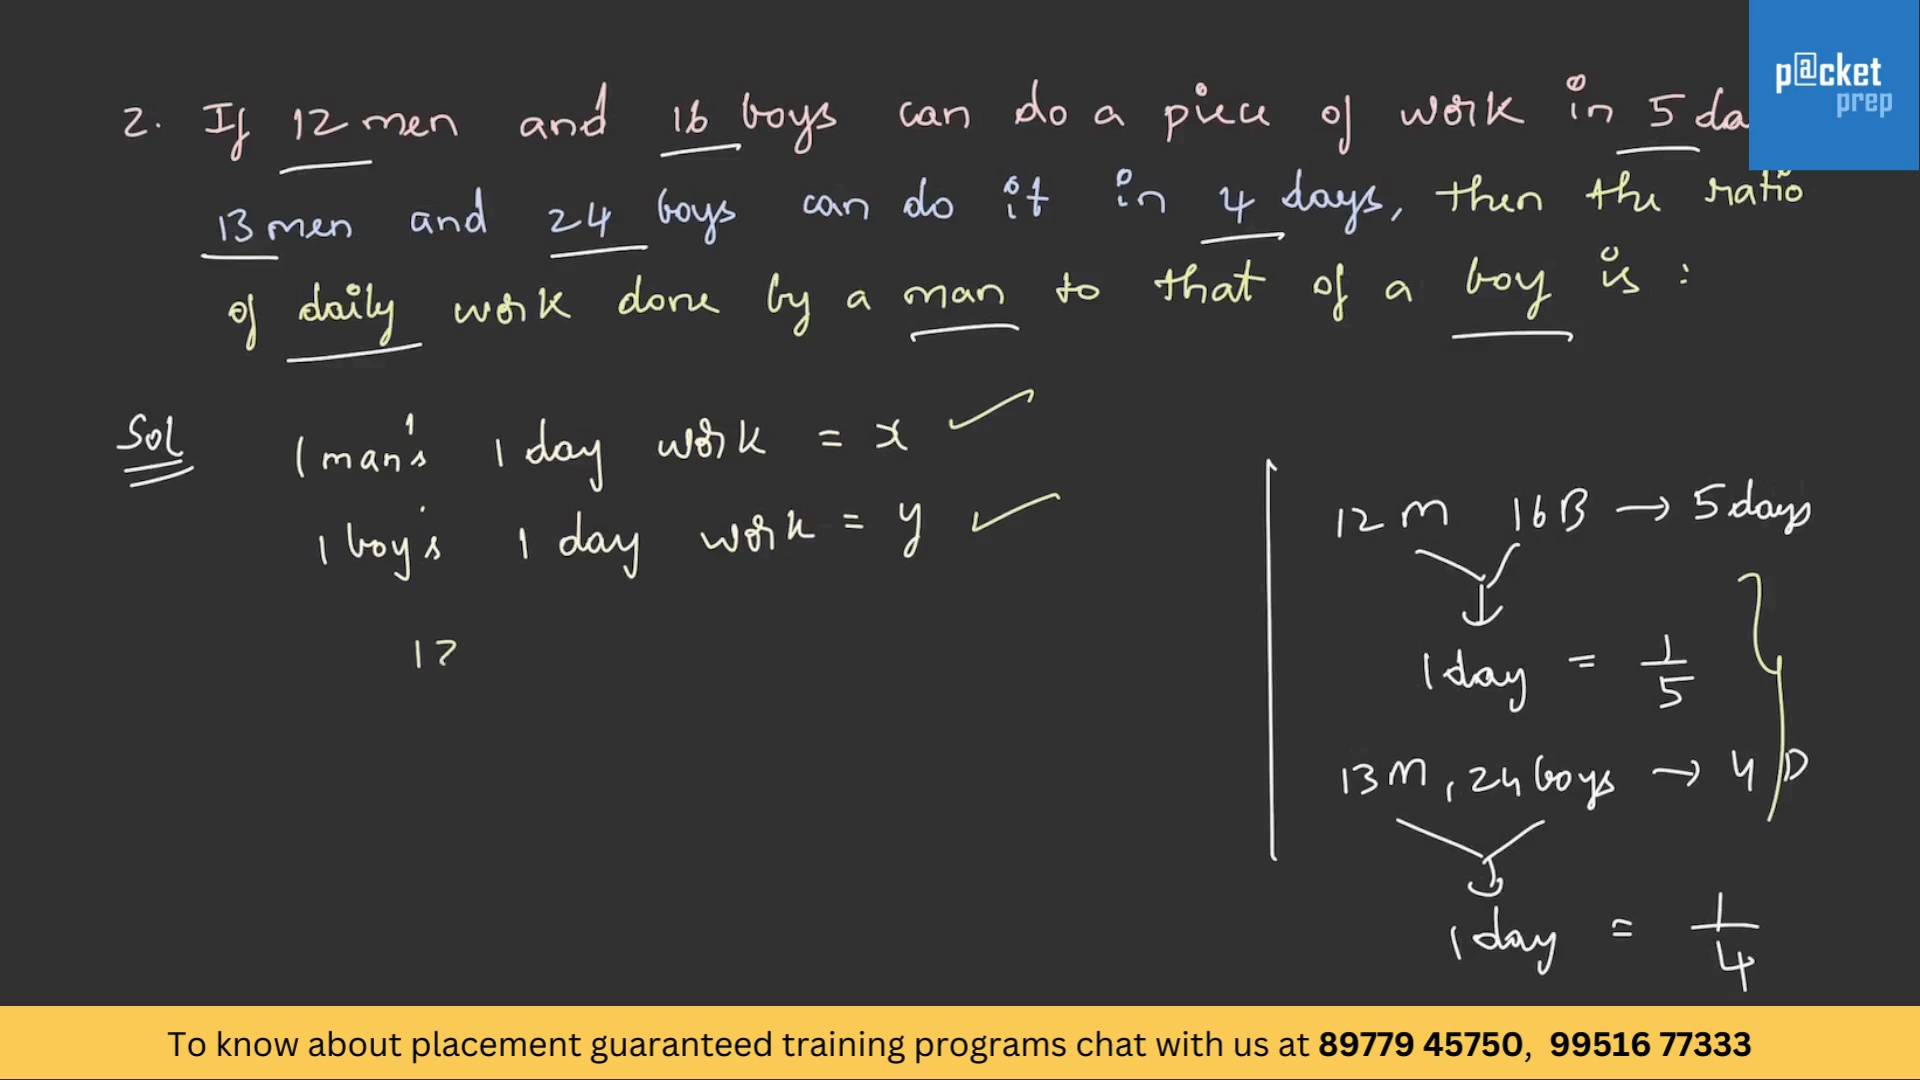 2. If 12 men and 16 boys can do a piece of work in 5 da
13 men and 24 boys can do it in 4 days, then the ratio
of daily work done by a man to that of a boy is :
Sol
1 man's 1 day work = x
1 boy's 1 day work = y
12
12 M 16B → 5 days
1 day = 1/5
13M, 24 boys → 4 D
1 day = 1/4
p@cket
prep
To know about placement guaranteed training programs chat with us at 89779 45750, 99516 77333